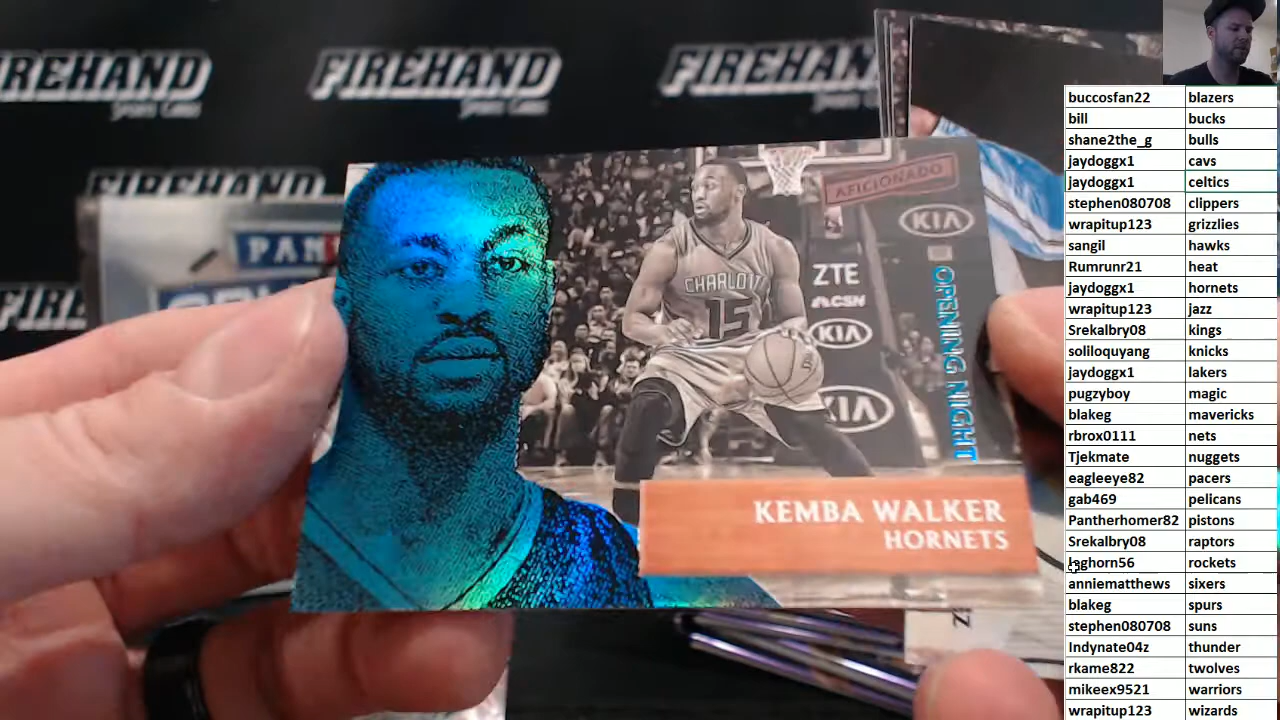 FIREHAND
FIREHAND
FIREHAND
AFICIONADO
KIA
ZTE
CSN
KIA
KIA
CHARLOTTE
15
OPENING NIGHT
KEMBA WALKER
HORNETS
buccosfan22 blazers
bill bucks
shane2the_g bulls
jaydoggx1 cavs
jaydoggx1 celtics
stephen080708 clippers
wrapitup123 grizzlies
sangil hawks
Rumrunr21 heat
jaydoggx1 hornets
wrapitup123 jazz
Srekalbry08 kings
soliloquyang knicks
jaydoggx1 lakers
pugzyboy magic
blakeg mavericks
rbrox0111 nets
Tjekmate nuggets
eagleeye82 pacers
gab469 pelicans
Pantherhomer82 pistons
Srekalbry08 raptors
rockets
anniematthews sixers
blakeg spurs
stephen080708 suns
Indynate04z thunder
rkame822 twolves
mikeex9521 warriors
wrapitup123 wizards